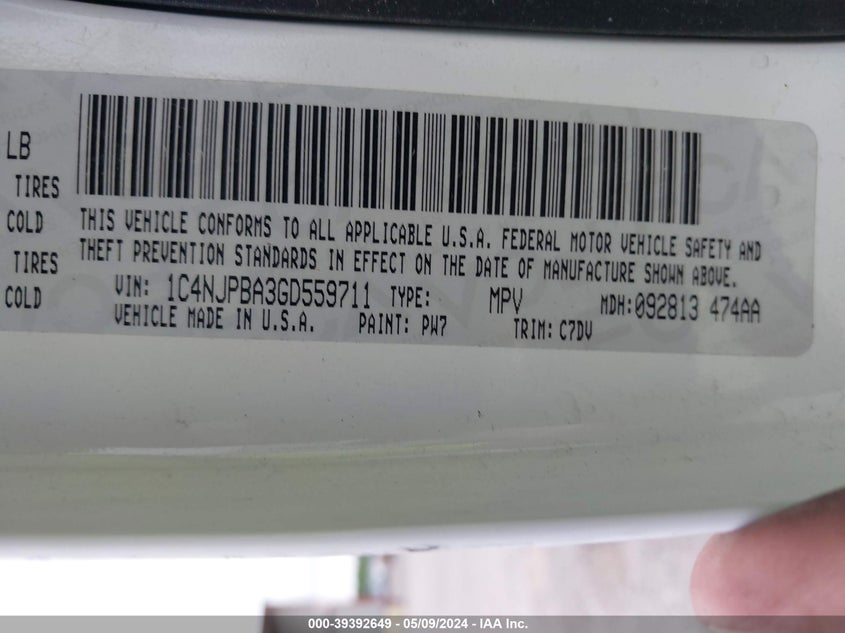 LB
TIRES
COLD
TIRES
COLD
THIS VEHICLE CONFORMS TO ALL APPLICABLE U.S.A. FEDERAL MOTOR VEHICLE SAFETY AND
THEFT PREVENTION STANDARDS IN EFFECT ON THE DATE OF MANUFACTURE SHOWN ABOVE.
VIN: 1C4NJPBA3GD559711 TYPE: MPV MDH:092813 474AA
VEHICLE MADE IN U.S.A. PAINT: PW7 TRIM: C7DV
000-39392649 - 05/09/2024 - IAA Inc.